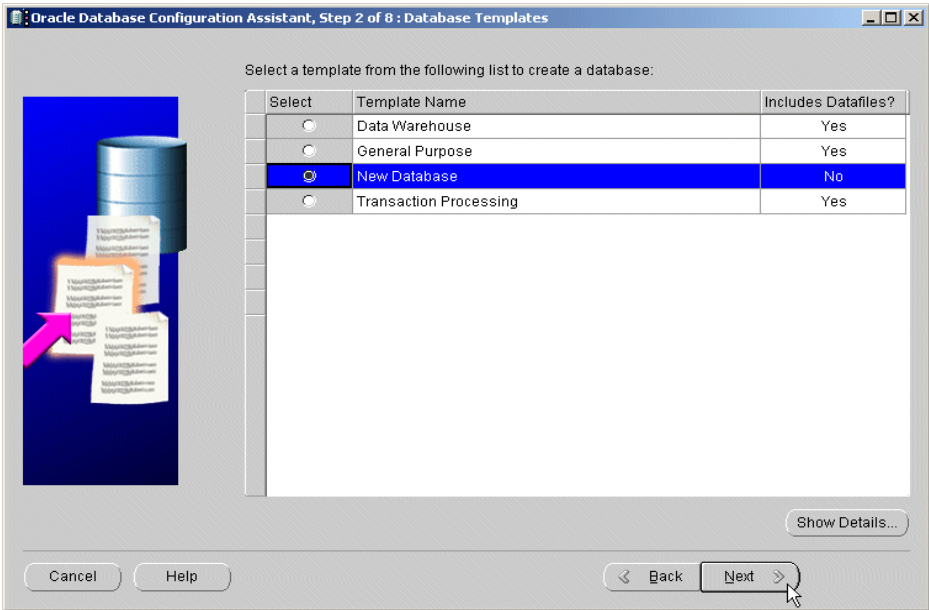 Oracle Database Configuration Assistant, Step 2 of 8 : Database Templates
Select a template from the following list to create a database:
Select Template Name Includes Datafiles?
Data Warehouse Yes
General Purpose Yes
New Database No
Transaction Processing Yes
Show Details...
Cancel Help Back Next